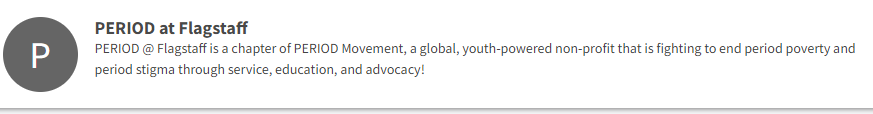 P
PERIOD at Flagstaff
PERIOD @ Flagstaff is a chapter of PERIOD Movement, a global, youth-powered non-profit that is fighting to end period poverty and
period stigma through service, education, and advocacy!